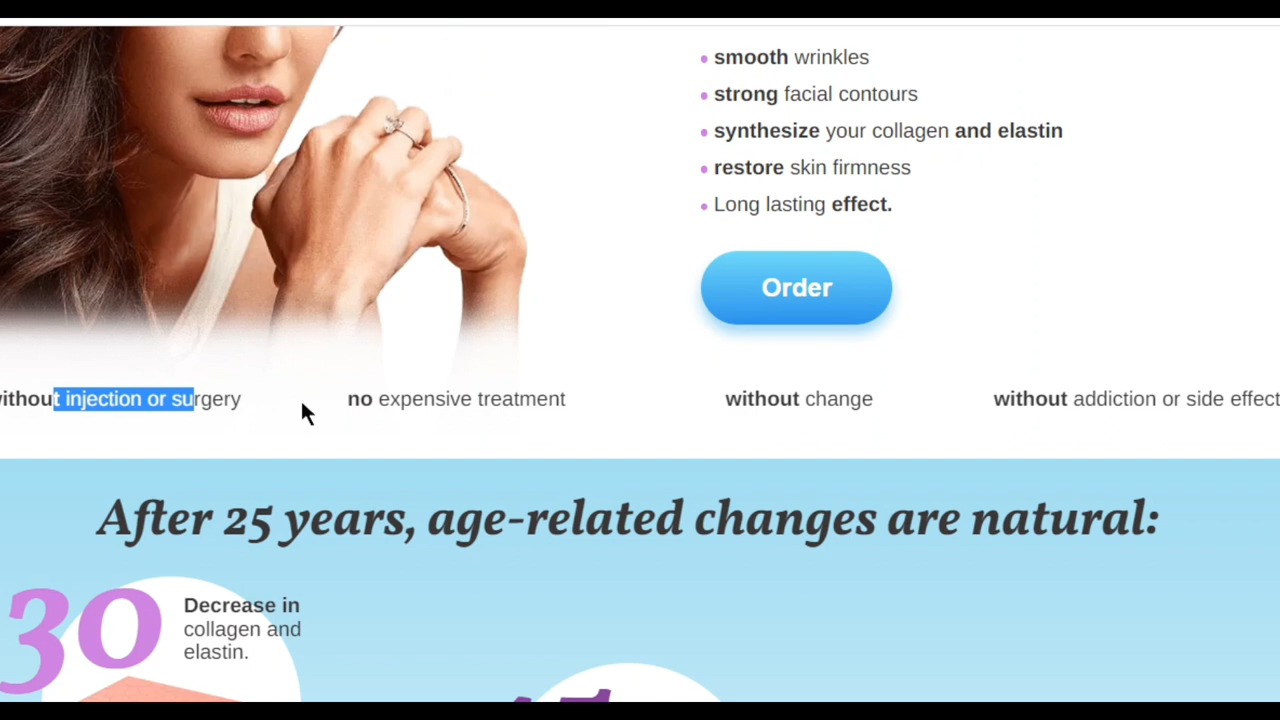 smooth wrinkles
strong facial contours
synthesize your collagen and elastin
restore skin firmness
Long lasting effect.
Order
without injection or surgery
no expensive treatment
without change
without addiction or side effect
After 25 years, age-related changes are natural:
30
Decrease in
collagen and
elastin.